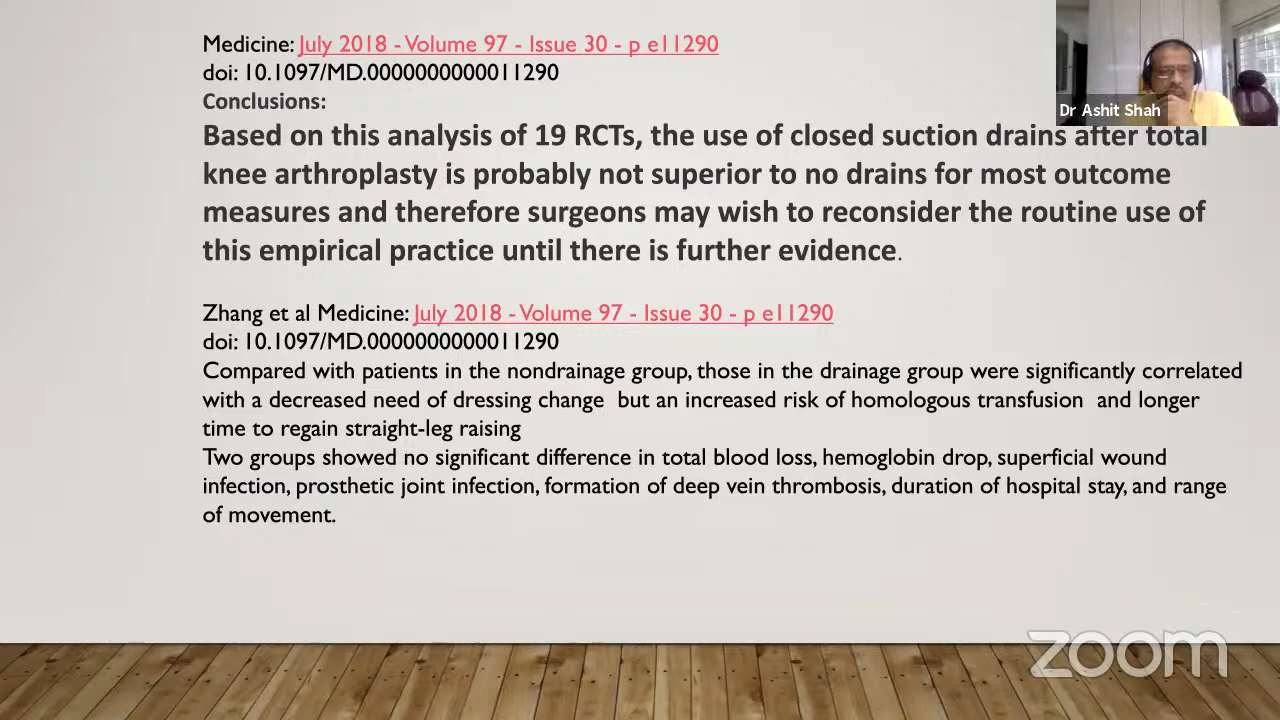 Medicine: July 2018 - Volume 97 - Issue 30 - p e11290
doi: 10.1097/MD.0000000000011290
Conclusions:
Based on this analysis of 19 RCTs, the use of closed suction drains after total
knee arthroplasty is probably not superior to no drains for most outcome
measures and therefore surgeons may wish to reconsider the routine use of
this empirical practice until there is further evidence.
Zhang et al Medicine: July 2018 - Volume 97 - Issue 30 - p e11290
doi: 10.1097/MD.0000000000011290
Compared with patients in the nondrainage group, those in the drainage group were significantly correlated
with a decreased need of dressing change but an increased risk of homologous transfusion and longer
time to regain straight-leg raising
Two groups showed no significant difference in total blood loss, hemoglobin drop, superficial wound
infection, prosthetic joint infection, formation of deep vein thrombosis, duration of hospital stay, and range
of movement.
Dr Ashit Shah
zoom